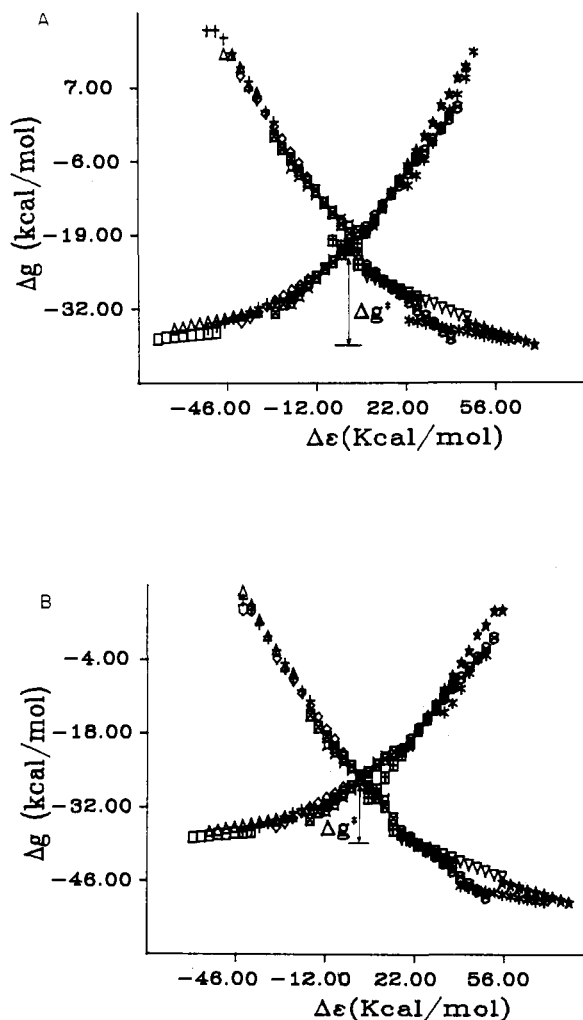 A
7.00
-6.00
-19.00
-32.00
Δg (kcal/mol)
Δg‡
-46.00 -12.00 22.00 56.00
Δε(Kcal/mol)
B
-4.00
-18.00
-32.00
-46.00
Δg (kcal/mol)
Δg‡
-46.00 -12.00 22.00 56.00
Δε(Kcal/mol)